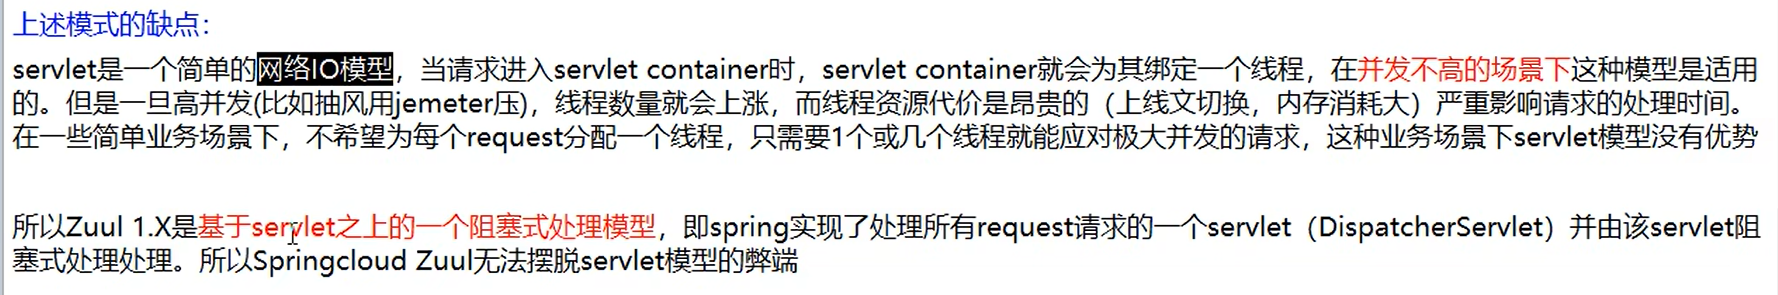 上述模式的缺点：
servlet是一个简单的网络IO模型，当请求进入servlet container时，servlet container就会为其绑定一个线程，在并发不高的场景下这种模型是适用
的。但是一旦高并发(比如抽风用jemeter压)，线程数量就会上涨，而线程资源代价是昂贵的（上线文切换，内存消耗大）严重影响请求的处理时间。
在一些简单业务场景下，不希望为每个request分配一个线程，只需要1个或几个线程就能应对极大并发的请求，这种业务场景下servlet模型没有优势
所以Zuul 1.X是基于servlet之上的一个阻塞式处理模型，即spring实现了处理所有request请求的一个servlet（DispatcherServlet）并由该servlet阻
塞式处理处理。所以Springcloud Zuul无法摆脱servlet模型的弊端